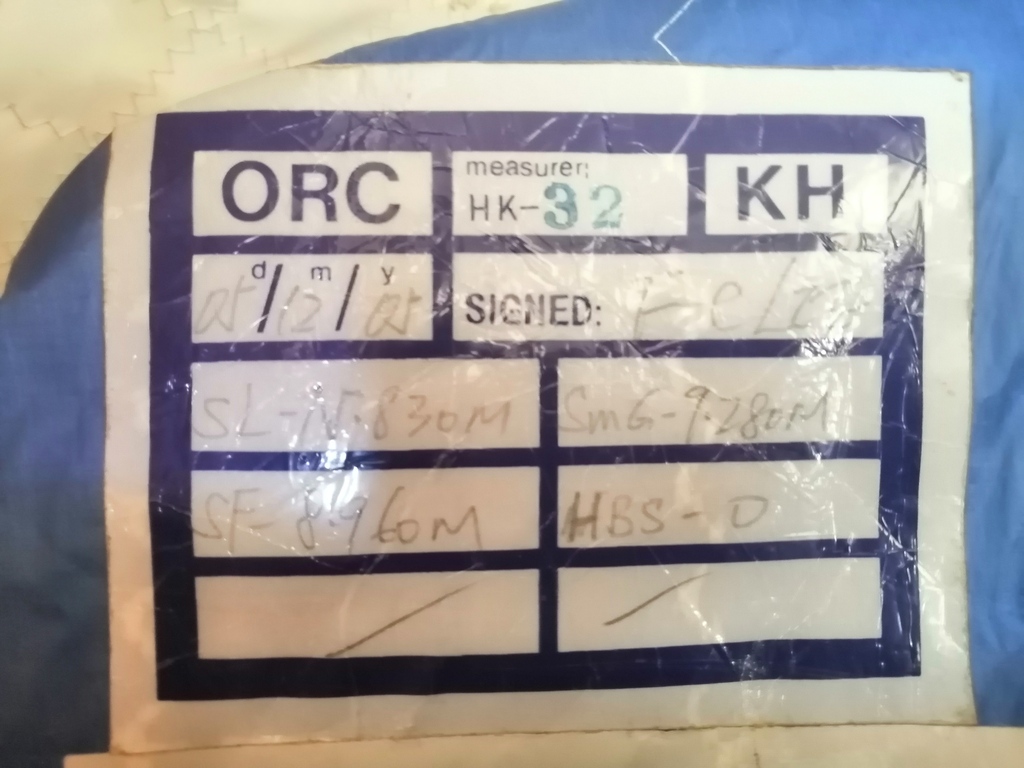 ORC
measurer:
HK-32
KH
d/ m/ y
05/12/05
SIGNED:
SL-15.830M
SMG-9.280M
SF-8.960M
HBS-0